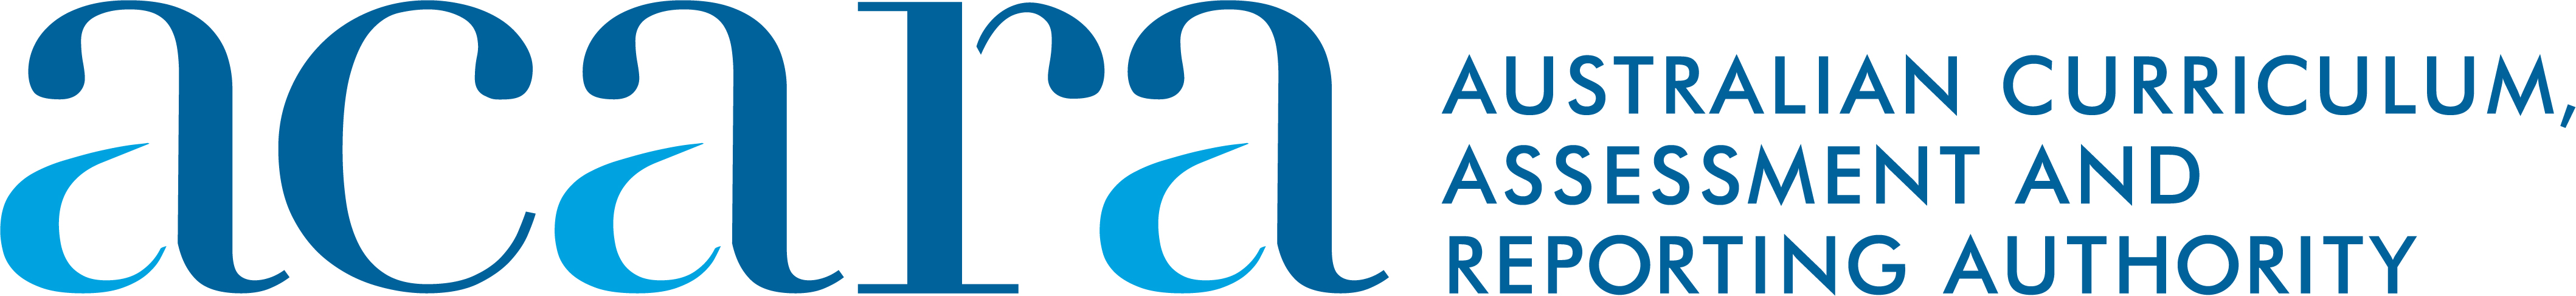 acara
AUSTRALIAN CURRICULUM,
ASSESSMENT AND
REPORTING AUTHORITY